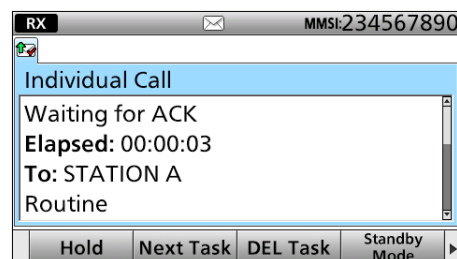 RX MMSI:234567890
Individual Call
Waiting for ACK
Elapsed: 00:00:03
To: STATION A
Routine
Hold Next Task DEL Task Standby Mode